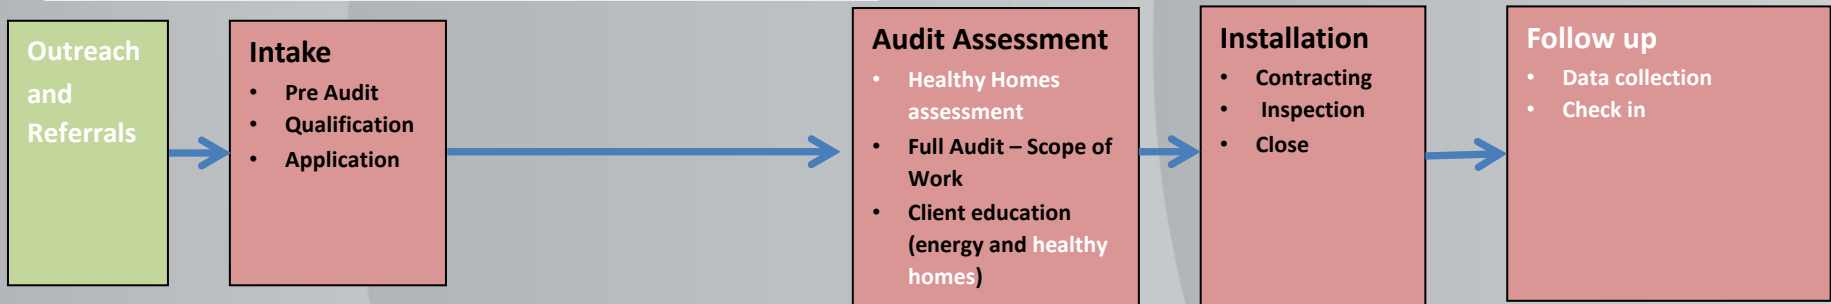 Outreach
and
Referrals
Intake
• Pre Audit
• Qualification
• Application
Audit Assessment
• Healthy Homes
assessment
• Full Audit – Scope of
Work
• Client education
(energy and healthy
homes)
Installation
• Contracting
• Inspection
• Close
Follow up
• Data collection
• Check in